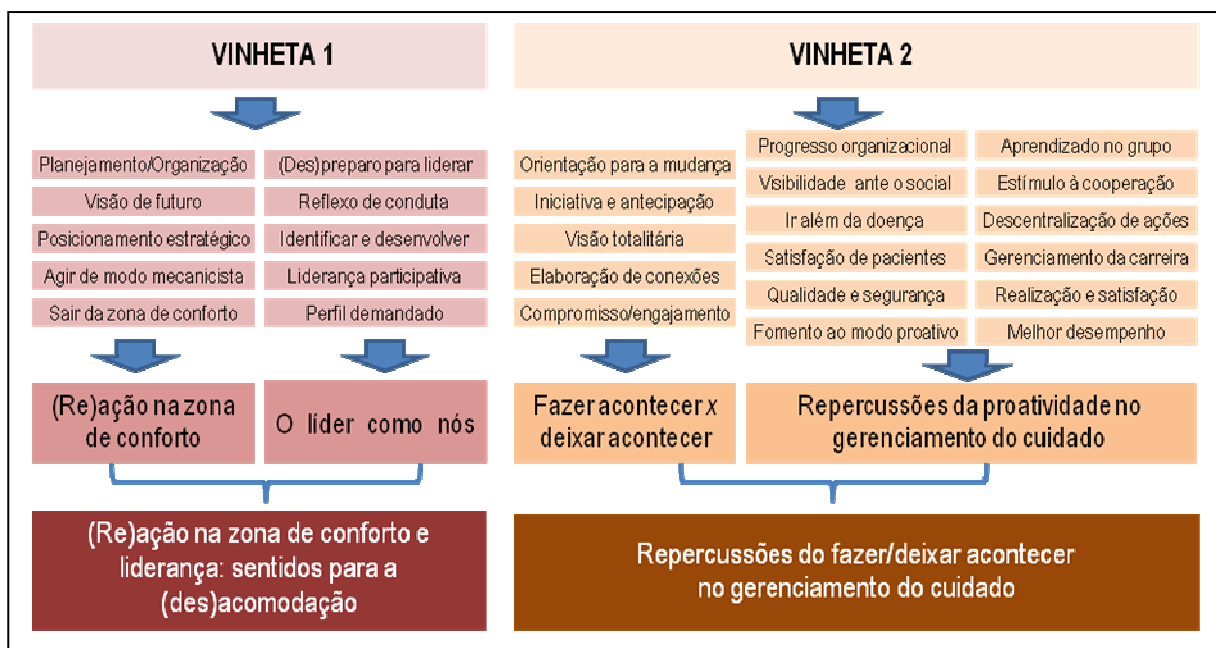 VINHETA 1
Planejamento/Organização
Visão de futuro
Posicionamento estratégico
Agir de modo mecanicista
Sair da zona de conforto
(Des)preparo para liderar
Reflexo de conduta
Identificar e desenvolver
Liderança participativa
Perfil demandado
(Re)ação na zona
de conforto
O líder como nós
(Re)ação na zona de conforto e
liderança: sentidos para a
(des)acomodação
VINHETA 2
Orientação para a mudança
Iniciativa e antecipação
Visão totalitária
Elaboração de conexões
Compromisso/engajamento
Progresso organizacional
Visibilidade ante o social
Ir além da doença
Satisfação de pacientes
Qualidade e segurança
Fomento ao modo proativo
Aprendizado no grupo
Estímulo à cooperação
Descentralização de ações
Gerenciamento da carreira
Realização e satisfação
Melhor desempenho
Fazer acontecer x
deixar acontecer
Repercussões da proatividade no
gerenciamento do cuidado
Repercussões do fazer/deixar acontecer
no gerenciamento do cuidado